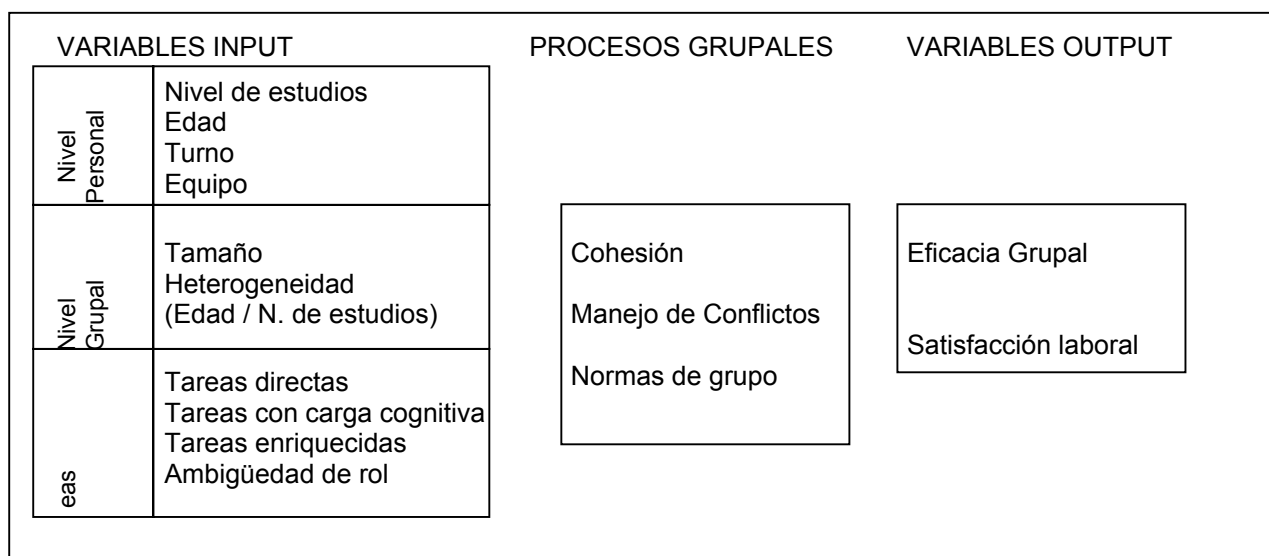 VARIABLES INPUT
PROCESOS GRUPALES
VARIABLES OUTPUT
Nivel
Personal
Nivel de estudios
Edad
Turno
Equipo
Nivel
Grupal
Tamaño
Heterogeneidad
(Edad / N. de estudios)
eas
Tareas directas
Tareas con carga cognitiva
Tareas enriquecidas
Ambigüedad de rol
Cohesión
Manejo de Conflictos
Normas de grupo
Eficacia Grupal
Satisfacción laboral